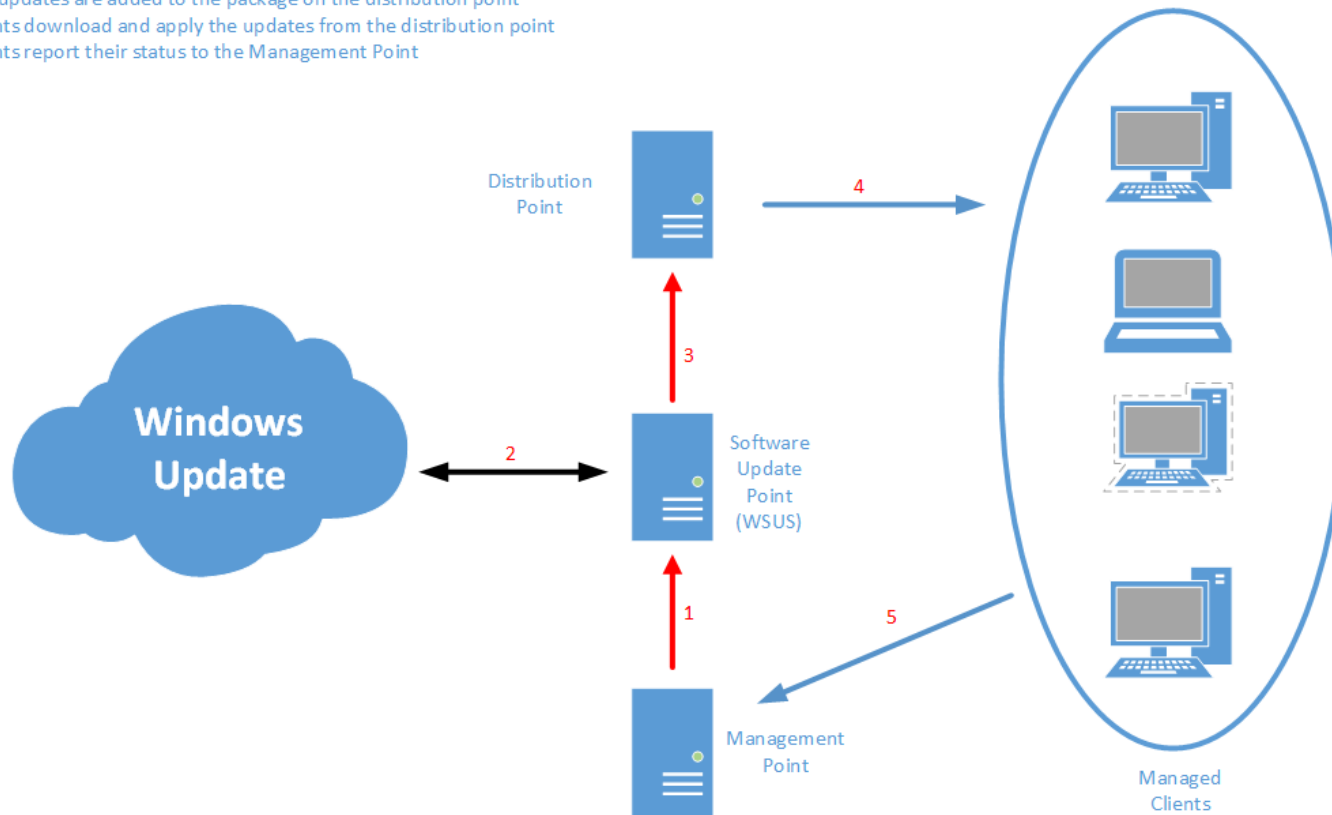 updates are added to the package on the distribution point
nts download and apply the updates from the distribution point
nts report their status to the Management Point
Distribution
Point
4
3
Windows
Update
2
Software
Update
Point
(WSUS)
1
5
Management
Point
Managed
Clients